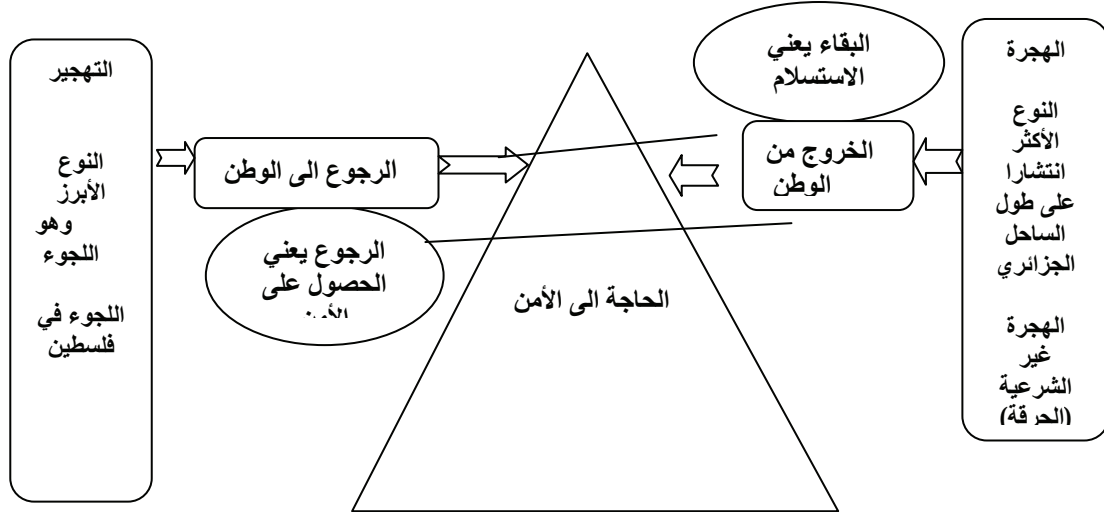 البقاء يعني
الاستسلام
الهجرة
النوع
الأكثر
انتشارا
على طول
الساحل
الجزائري
الهجرة
غير
الشرعية
(الحرقة)
الخروج من
الوطن
الحاجة الى الأمن
الرجوع الى الوطن
الرجوع يعني
الحصول على
الأمن
التهجير
النوع
الأبرز
وهو
اللجوء
اللجوء في
فلسطين